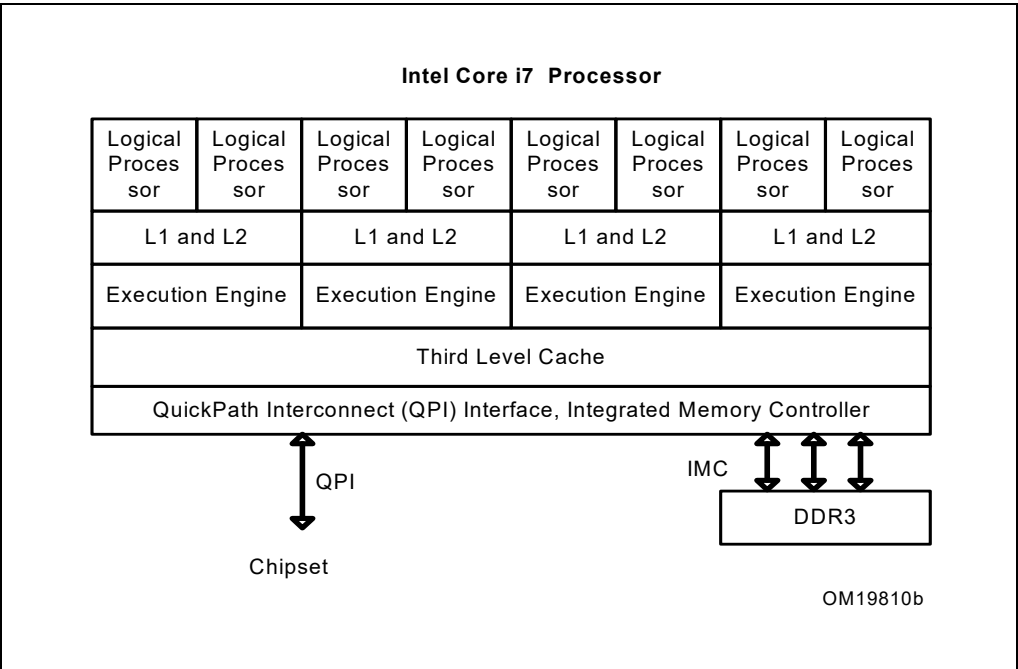 Intel Core i7 Processor
Logical Logical Logical Logical Logical Logical Logical Logical
Proces Proces Proces Proces Proces Proces Proces Proces
sor sor sor sor sor sor sor sor
L1 and L2 L1 and L2 L1 and L2 L1 and L2
Execution Engine Execution Engine Execution Engine Execution Engine
Third Level Cache
QuickPath Interconnect (QPI) Interface, Integrated Memory Controller
QPI
IMC
DDR3
Chipset
OM19810b